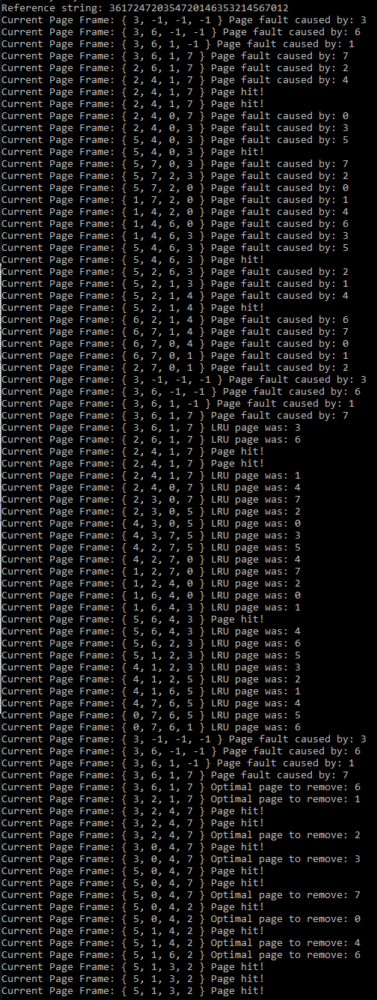 Reference string: 361724720354720146353214567012
Current Page Frame: { 3, -1, -1, -1 } Page fault caused by: 3
Current Page Frame: { 3, 6, -1, -1 } Page fault caused by: 6
Current Page Frame: { 3, 6, 1, -1 } Page fault caused by: 1
Current Page Frame: { 3, 6, 1, 7 } Page fault caused by: 7
Current Page Frame: { 2, 6, 1, 7 } Page fault caused by: 2
Current Page Frame: { 2, 4, 1, 7 } Page fault caused by: 4
Current Page Frame: { 2, 4, 1, 7 } Page hit!
Current Page Frame: { 2, 4, 1, 7 } Page hit!
Current Page Frame: { 2, 4, 0, 7 } Page fault caused by: 0
Current Page Frame: { 2, 4, 0, 3 } Page fault caused by: 3
Current Page Frame: { 5, 4, 0, 3 } Page fault caused by: 5
Current Page Frame: { 5, 4, 0, 3 } Page hit!
Current Page Frame: { 5, 7, 0, 3 } Page fault caused by: 7
Current Page Frame: { 5, 7, 2, 3 } Page fault caused by: 2
Current Page Frame: { 5, 7, 2, 0 } Page fault caused by: 0
Current Page Frame: { 1, 7, 2, 0 } Page fault caused by: 1
Current Page Frame: { 1, 4, 2, 0 } Page fault caused by: 4
Current Page Frame: { 1, 4, 6, 0 } Page fault caused by: 6
Current Page Frame: { 1, 4, 6, 3 } Page fault caused by: 3
Current Page Frame: { 5, 4, 6, 3 } Page fault caused by: 5
Current Page Frame: { 5, 4, 6, 3 } Page hit!
Current Page Frame: { 5, 2, 6, 3 } Page fault caused by: 2
Current Page Frame: { 5, 2, 1, 3 } Page fault caused by: 1
Current Page Frame: { 5, 2, 1, 4 } Page fault caused by: 4
Current Page Frame: { 5, 2, 1, 4 } Page hit!
Current Page Frame: { 6, 2, 1, 4 } Page fault caused by: 6
Current Page Frame: { 6, 7, 1, 4 } Page fault caused by: 7
Current Page Frame: { 6, 7, 0, 4 } Page fault caused by: 0
Current Page Frame: { 6, 7, 0, 1 } Page fault caused by: 1
Current Page Frame: { 2, 7, 0, 1 } Page fault caused by: 2
Current Page Frame: { 3, -1, -1, -1 } Page fault caused by: 3
Current Page Frame: { 3, 6, -1, -1 } Page fault caused by: 6
Current Page Frame: { 3, 6, 1, -1 } Page fault caused by: 1
Current Page Frame: { 3, 6, 1, 7 } Page fault caused by: 7
Current Page Frame: { 3, 6, 1, 7 } LRU page was: 3
Current Page Frame: { 2, 6, 1, 7 } LRU page was: 6
Current Page Frame: { 2, 4, 1, 7 } Page hit!
Current Page Frame: { 2, 4, 1, 7 } Page hit!
Current Page Frame: { 2, 4, 1, 7 } LRU page was: 1
Current Page Frame: { 2, 4, 0, 7 } LRU page was: 4
Current Page Frame: { 2, 3, 0, 7 } LRU page was: 7
Current Page Frame: { 2, 3, 0, 5 } LRU page was: 2
Current Page Frame: { 4, 3, 0, 5 } LRU page was: 0
Current Page Frame: { 4, 3, 7, 5 } LRU page was: 3
Current Page Frame: { 4, 2, 7, 5 } LRU page was: 5
Current Page Frame: { 4, 2, 7, 0 } LRU page was: 4
Current Page Frame: { 1, 2, 7, 0 } LRU page was: 7
Current Page Frame: { 1, 2, 4, 0 } LRU page was: 2
Current Page Frame: { 1, 6, 4, 0 } LRU page was: 0
Current Page Frame: { 1, 6, 4, 3 } LRU page was: 1
Current Page Frame: { 5, 6, 4, 3 } Page hit!
Current Page Frame: { 5, 6, 4, 3 } LRU page was: 4
Current Page Frame: { 5, 6, 2, 3 } LRU page was: 6
Current Page Frame: { 5, 1, 2, 3 } LRU page was: 5
Current Page Frame: { 4, 1, 2, 3 } LRU page was: 3
Current Page Frame: { 4, 1, 2, 5 } LRU page was: 2
Current Page Frame: { 4, 1, 6, 5 } LRU page was: 1
Current Page Frame: { 4, 7, 6, 5 } LRU page was: 4
Current Page Frame: { 0, 7, 6, 5 } LRU page was: 5
Current Page Frame: { 0, 7, 6, 1 } LRU page was: 6
Current Page Frame: { 3, -1, -1, -1 } Page fault caused by: 3
Current Page Frame: { 3, 6, -1, -1 } Page fault caused by: 6
Current Page Frame: { 3, 6, 1, -1 } Page fault caused by: 1
Current Page Frame: { 3, 6, 1, 7 } Page fault caused by: 7
Current Page Frame: { 3, 6, 1, 7 } Optimal page to remove: 6
Current Page Frame: { 3, 2, 1, 7 } Optimal page to remove: 1
Current Page Frame: { 3, 2, 4, 7 } Page hit!
Current Page Frame: { 3, 2, 4, 7 } Page hit!
Current Page Frame: { 3, 2, 4, 7 } Optimal page to remove: 2
Current Page Frame: { 3, 0, 4, 7 } Page hit!
Current Page Frame: { 3, 0, 4, 7 } Optimal page to remove: 3
Current Page Frame: { 5, 0, 4, 7 } Page hit!
Current Page Frame: { 5, 0, 4, 7 } Page hit!
Current Page Frame: { 5, 0, 4, 7 } Optimal page to remove: 7
Current Page Frame: { 5, 0, 4, 2 } Page hit!
Current Page Frame: { 5, 0, 4, 2 } Optimal page to remove: 0
Current Page Frame: { 5, 1, 4, 2 } Page hit!
Current Page Frame: { 5, 1, 4, 2 } Optimal page to remove: 4
Current Page Frame: { 5, 1, 6, 2 } Optimal page to remove: 6
Current Page Frame: { 5, 1, 3, 2 } Page hit!
Current Page Frame: { 5, 1, 3, 2 } Page hit!
Current Page Frame: { 5, 1, 3, 2 } Page hit!